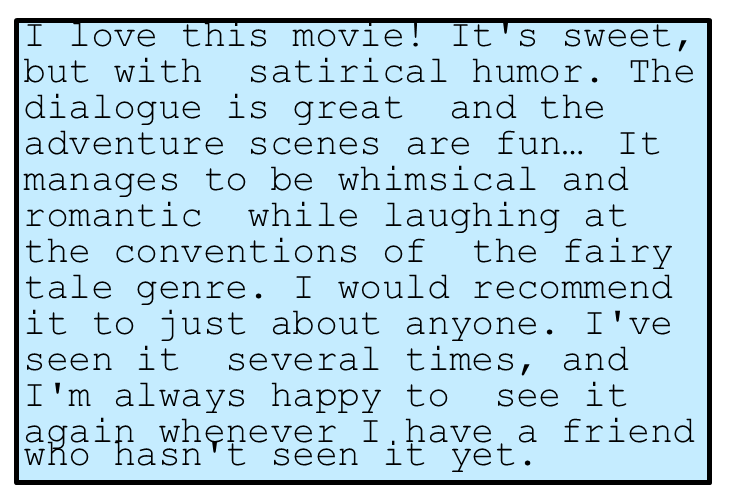 I love this movie! It's sweet,
but with  satirical humor. The
dialogue is great  and the
adventure scenes are fun… It
manages to be whimsical and
romantic  while laughing at
the conventions of  the fairy
tale genre. I would recommend
it to just about anyone. I've
seen it  several times, and
I'm always happy to  see it
again whenever I have a friend
who hasn't seen it yet.